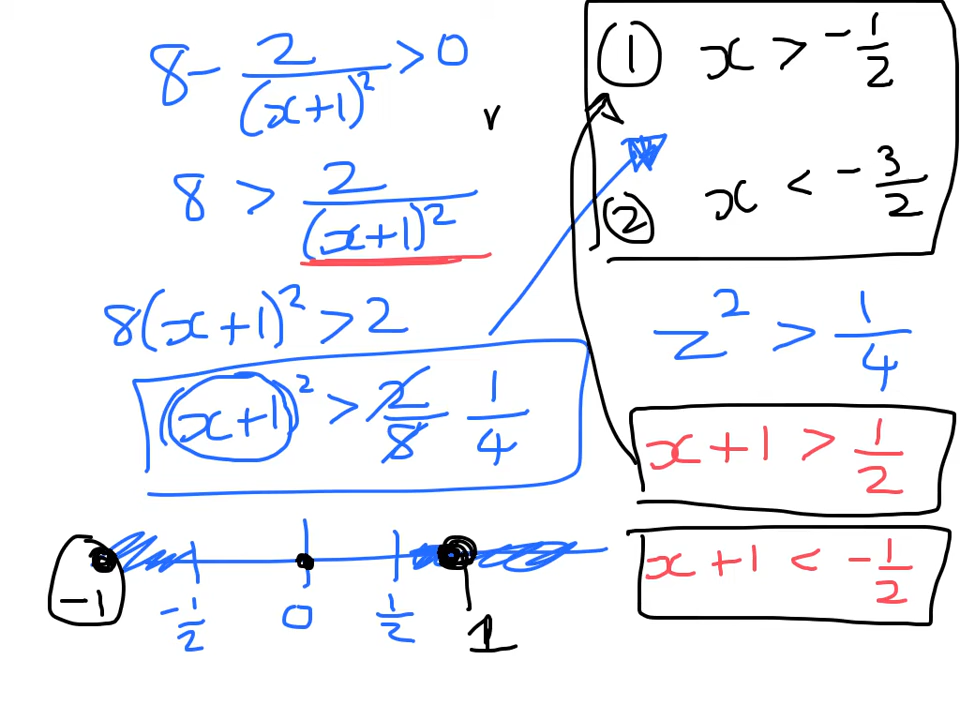 8 - 2/(x+1)² > 0
8 > 2/(x+1)²
8(x+1)² > 2
(x+1)² > 2/8 1/4
-1 -1/2 0 1/2 1
① x > -1/2
② x < -3/2
z² > 1/4
x+1 > 1/2
x+1 < -1/2